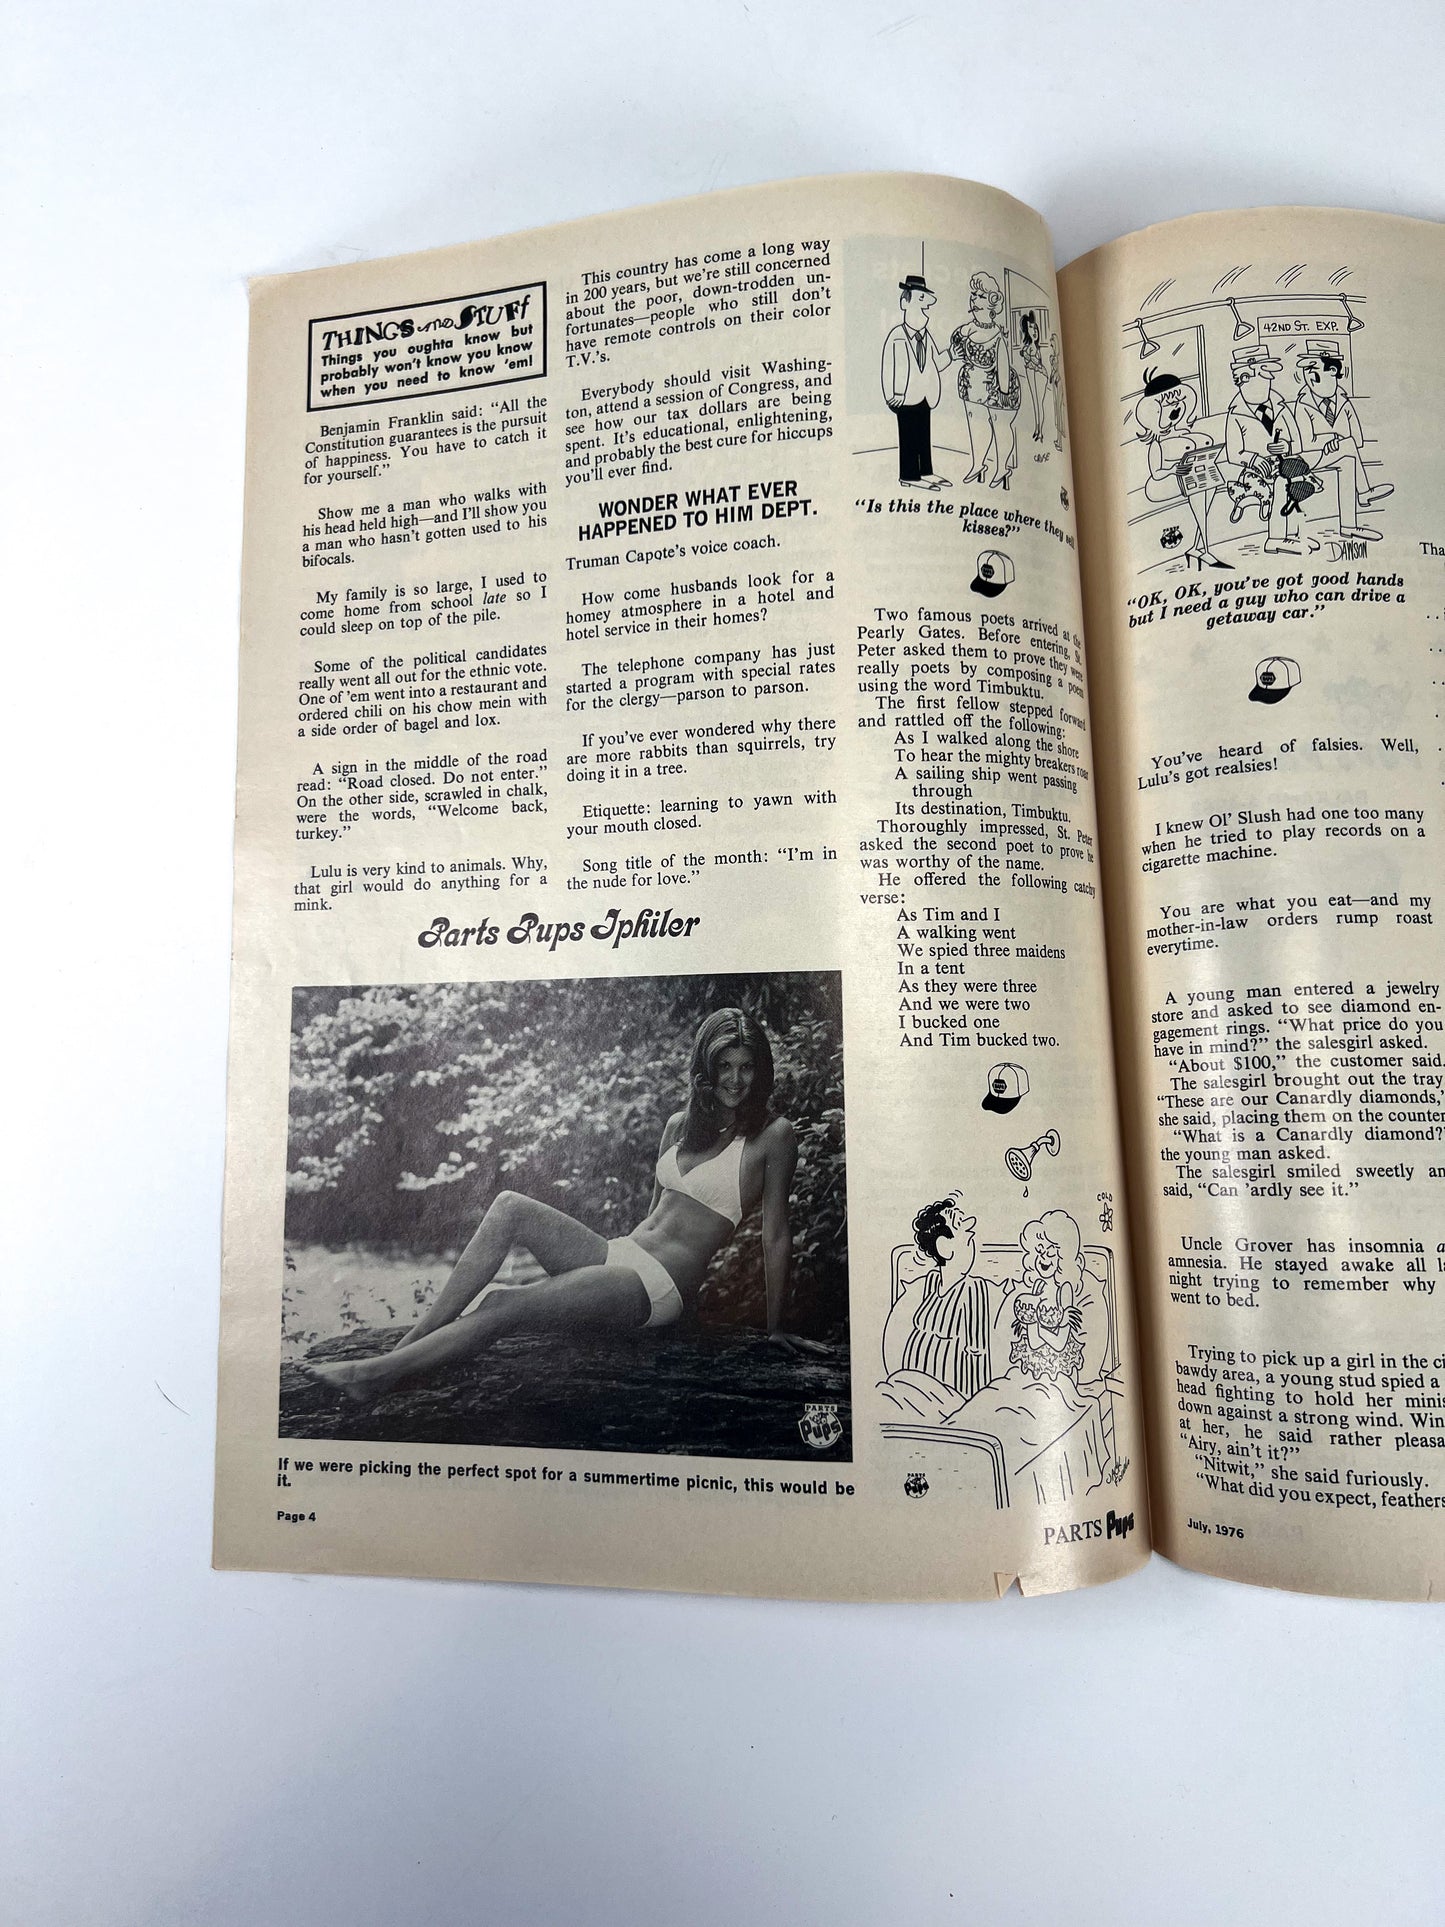 THINGS AND STUFF
Things you oughta know but
probably won't know you know
when you need to know 'em!
Benjamin Franklin said: “All the
Constitution guarantees is the pursuit
of happiness. You have to catch it
for yourself.”
Show me a man who walks with
his head held high—and I'll show you
a man who hasn't gotten used to his
bifocals.
My family is so large, I used to
come home from school late so I
could sleep on top of the pile.
Some of the political candidates
really went all out for the ethnic vote.
One of 'em went into a restaurant and
ordered chili on his chow mein with
a side order of bagel and lox.
A sign in the middle of the road
read: “Road closed. Do not enter.”
On the other side, scrawled in chalk,
were the words, “Welcome back,
turkey.”
Lulu is very kind to animals. Why,
that girl would do anything for a
mink.
This country has come a long way
in 200 years, but we're still concerned
about the poor, down-trodden un-
fortunates—people who still don't
have remote controls on their color
T.V.'s.
Everybody should visit Washing-
ton, attend a session of Congress, and
see how our tax dollars are being
spent. It's educational, enlightening,
and probably the best cure for hiccups
you'll ever find.
WONDER WHAT EVER
HAPPENED TO HIM DEPT.
Truman Capote's voice coach.
How come husbands look for a
homey atmosphere in a hotel and
hotel service in their homes?
The telephone company has just
started a program with special rates
for the clergy—parson to parson.
If you've ever wondered why there
are more rabbits than squirrels, try
doing it in a tree.
Etiquette: learning to yawn with
your mouth closed.
Song title of the month: “I'm in
the nude for love.”
Parts Pups Iphiler
PARTS
Pups
If we were picking the perfect spot for a summertime picnic, this would be
it.
Page 4
“Is this the place where they sell
kisses?”
Two famous poets arrived at the
Pearly Gates. Before entering, St.
Peter asked them to prove they were
really poets by composing a poem
using the word Timbuktu.
The first fellow stepped forward
and rattled off the following:
As I walked along the shore
To hear the mighty breakers roar
A sailing ship went passing
through
Its destination, Timbuktu.
Thoroughly impressed, St. Peter
asked the second poet to prove he
was worthy of the name.
He offered the following catchy
verse:
As Tim and I
A walking went
We spied three maidens
In a tent
As they were three
And we were two
I bucked one
And Tim bucked two.
COLD
PARTS
Pups
PARTS Pups
42ND ST. EXP.
PARTS
Pups
DAWSON
“OK, OK, you've got good hands
but I need a guy who can drive a
getaway car.”
You've heard of falsies. Well,
Lulu's got realsies!
I knew Ol' Slush had one too many
when he tried to play records on a
cigarette machine.
You are what you eat—and my
mother-in-law orders rump roast
everytime.
A young man entered a jewelry
store and asked to see diamond en-
gagement rings. “What price do you
have in mind?” the salesgirl asked.
“About $100,” the customer said.
The salesgirl brought out the tray
“These are our Canardly diamonds,”
she said, placing them on the counter
“What is a Canardly diamond?”
the young man asked.
The salesgirl smiled sweetly an
said, “Can 'ardly see it.”
Uncle Grover has insomnia a
amnesia. He stayed awake all l
night trying to remember why
went to bed.
Trying to pick up a girl in the ci
bawdy area, a young stud spied a
head fighting to hold her minis
down against a strong wind. Win
at her, he said rather pleasa
“Airy, ain't it?”
“Nitwit,” she said furiously.
“What did you expect, feathers
July, 1976
Tha